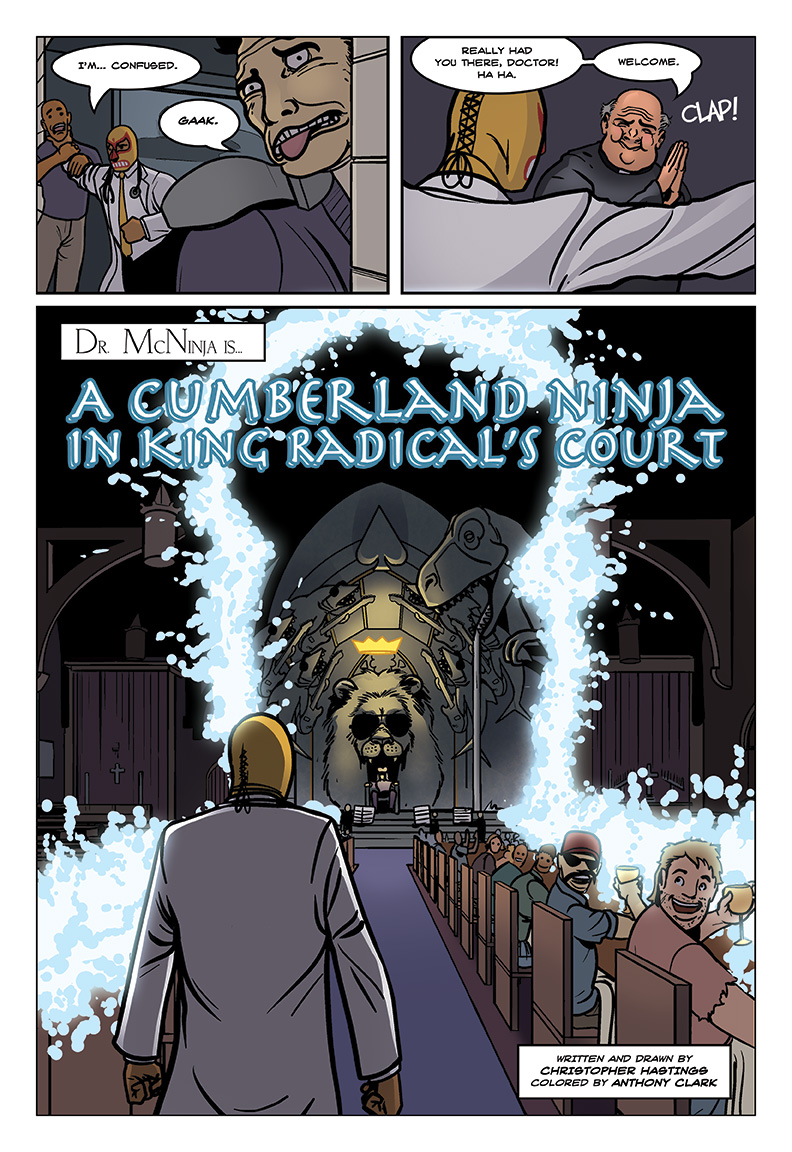 I'M... CONFUSED.
GAAK.
REALLY HAD
YOU THERE, DOCTOR!
HA HA.
WELCOME.
CLAP!
DR. MCNINJA IS...
A CUMBERLAND NINJA
IN KING RADICAL'S COURT
WRITTEN AND DRAWN BY
CHRISTOPHER HASTINGS
COLORED BY ANTHONY CLARK